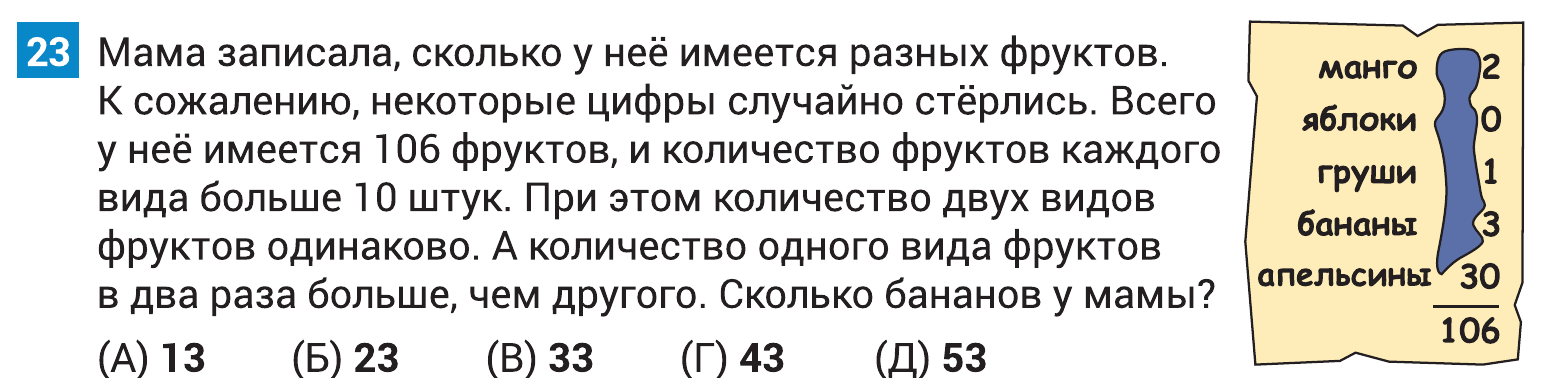 23 Мама записала, сколько у неё имеется разных фруктов.
К сожалению, некоторые цифры случайно стёрлись. Всего
у неё имеется 106 фруктов, и количество фруктов каждого
вида больше 10 штук. При этом количество двух видов
фруктов одинаково. А количество одного вида фруктов
в два раза больше, чем другого. Сколько бананов у мамы?
(А) 13 (Б) 23 (В) 33 (Г) 43 (Д) 53
манго 2
яблоки 0
груши 1
бананы 3
апельсины 30
106